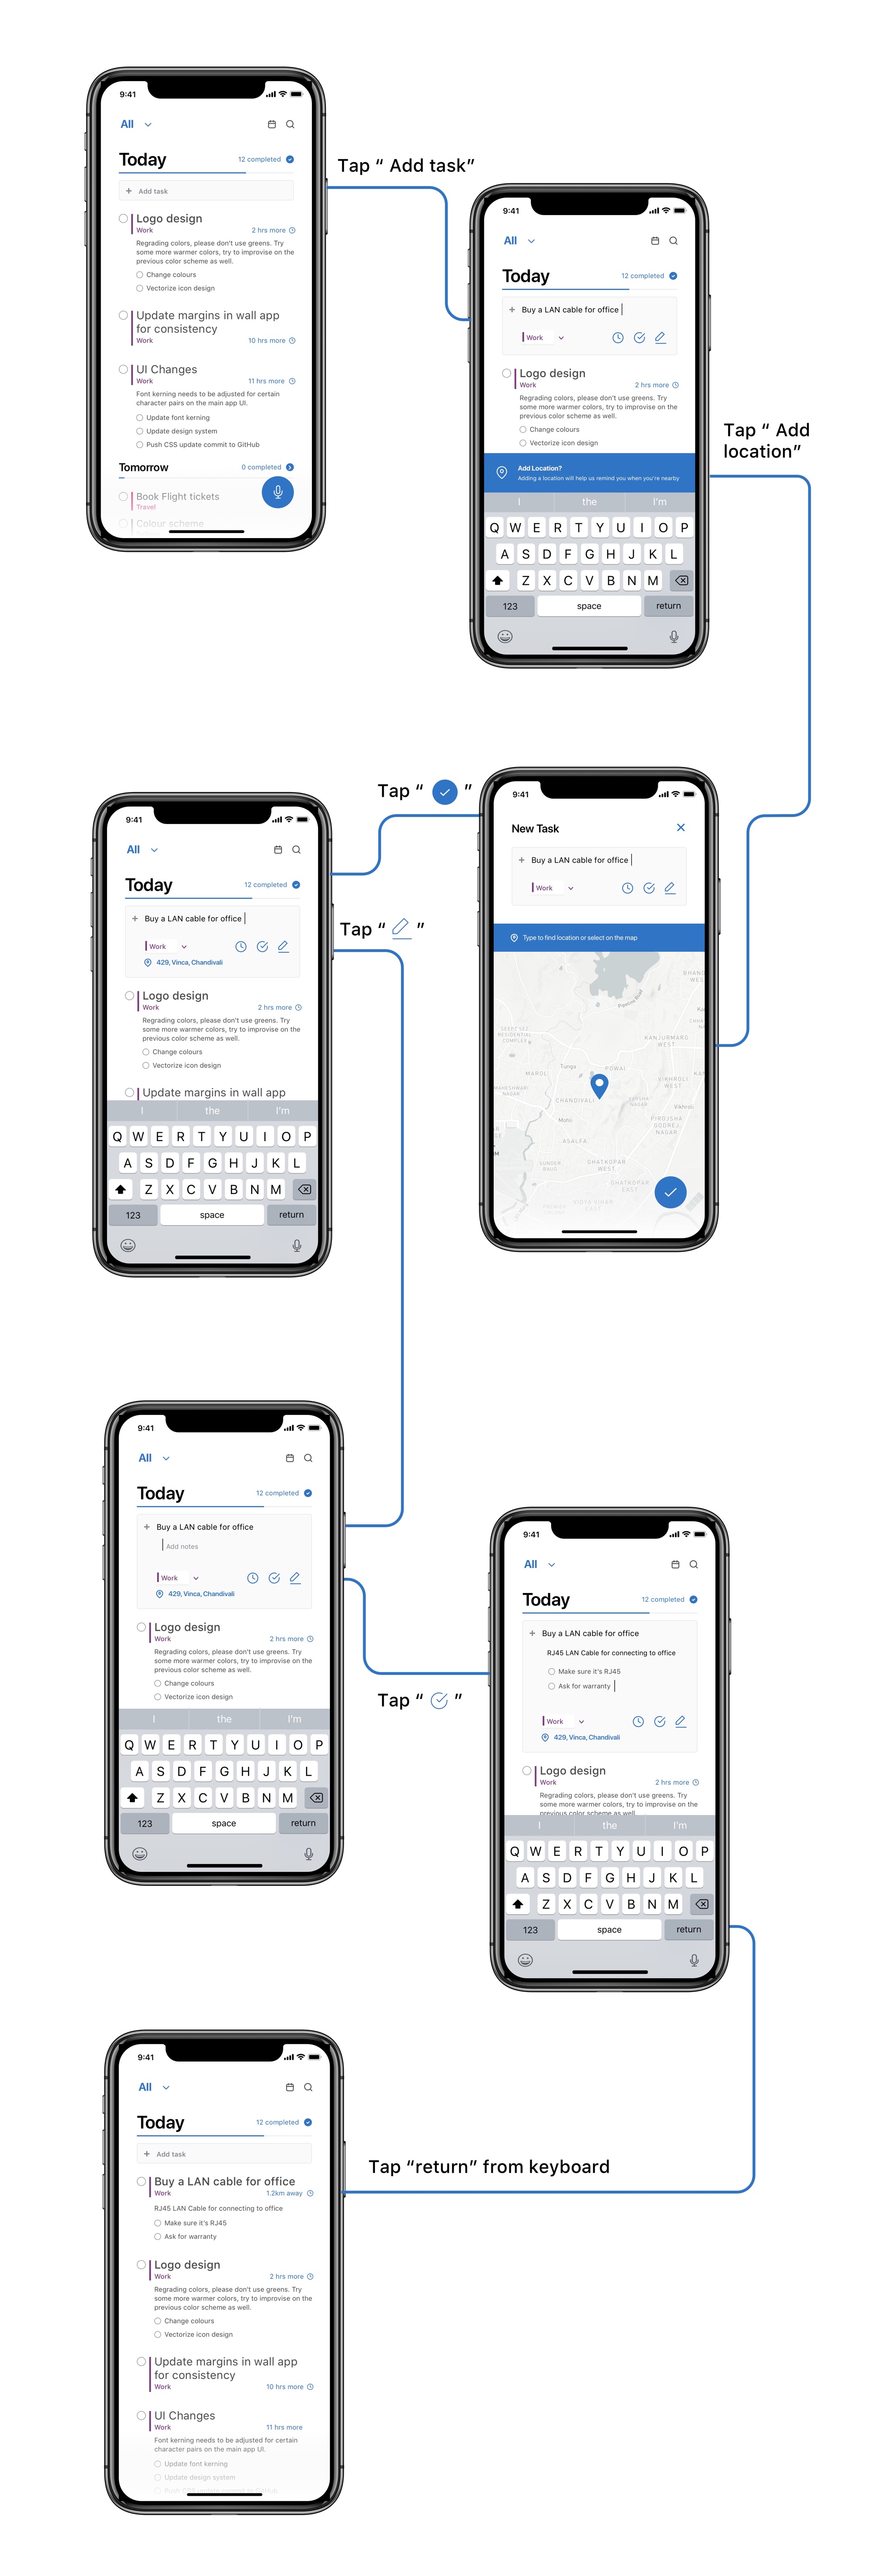 9:41
All
Today
12 completed
+ Add task
Logo design
Work
2 hrs more
Regrading colors, please don't use greens. Try
some more warmer colors, try to improvise on the
previous color scheme as well.
Change colours
Vectorize icon design
Update margins in wall app
for consistency
Work
10 hrs more
UI Changes
Work
11 hrs more
Font kerning needs to be adjusted for certain
character pairs on the main app UI.
Update font kerning
Update design system
Push CSS update commit to GitHub
Tomorrow
0 completed
Book Flight tickets
Travel
Colour scheme
Tap “ Add task”
9:41
All
Today
12 completed
+ Buy a LAN cable for office
Work
Logo design
Work
2 hrs more
Regrading colors, please don't use greens. Try
some more warmer colors, try to improvise on the
previous color scheme as well.
Change colours
Vectorize icon design
Add Location?
Adding a location will help us remind you when you're nearby
I the I'm
Q W E R T Y U I O P
A S D F G H J K L
Z X C V B N M
123 space return
Tap “ Add
location”
9:41
New Task
+ Buy a LAN cable for office
Work
Type to find location or select on the map
KANJURMARG
WEST
MAROL
Tunga
POWAI
VIKHROLI
WEST
CHANDIVALI
Mohili
Vakhroli
PIROJSHA
GODREJ
NAGAR
ASALFA
GHATKOPAR
WEST
GHATKOPAR
EAST
Tap “ ”
9:41
All
Today
12 completed
+ Buy a LAN cable for office
Work
429, Vinca, Chandivali
Logo design
Work
2 hrs more
Regrading colors, please don't use greens. Try
some more warmer colors, try to improvise on the
previous color scheme as well.
Change colours
Vectorize icon design
Update margins in wall app
I the I'm
Q W E R T Y U I O P
A S D F G H J K L
Z X C V B N M
123 space return
Tap “ ”
9:41
All
Today
12 completed
+ Buy a LAN cable for office
Add notes
Work
429, Vinca, Chandivali
Logo design
Work
2 hrs more
Regrading colors, please don't use greens. Try
some more warmer colors, try to improvise on the
previous color scheme as well.
Change colours
Vectorize icon design
I the I'm
Q W E R T Y U I O P
A S D F G H J K L
Z X C V B N M
123 space return
Tap “ ”
9:41
All
Today
12 completed
+ Buy a LAN cable for office
RJ45 LAN Cable for connecting to office
Make sure it's RJ45
Ask for warranty
Work
429, Vinca, Chandivali
Logo design
Work
2 hrs more
Regrading colors, please don't use greens. Try
some more warmer colors, try to improvise on the
previous color scheme as well.
I the I'm
Q W E R T Y U I O P
A S D F G H J K L
Z X C V B N M
123 space return
Tap “return” from keyboard
9:41
All
Today
12 completed
+ Add task
Buy a LAN cable for office
Work
1.2km away
RJ45 LAN Cable for connecting to office
Make sure it's RJ45
Ask for warranty
Logo design
Work
2 hrs more
Regrading colors, please don't use greens. Try
some more warmer colors, try to improvise on the
previous color scheme as well.
Change colours
Vectorize icon design
Update margins in wall app
for consistency
Work
10 hrs more
UI Changes
Work
11 hrs more
Font kerning needs to be adjusted for certain
character pairs on the main app UI.
Update font kerning
Update design system
Push CSS update commit to GitHub